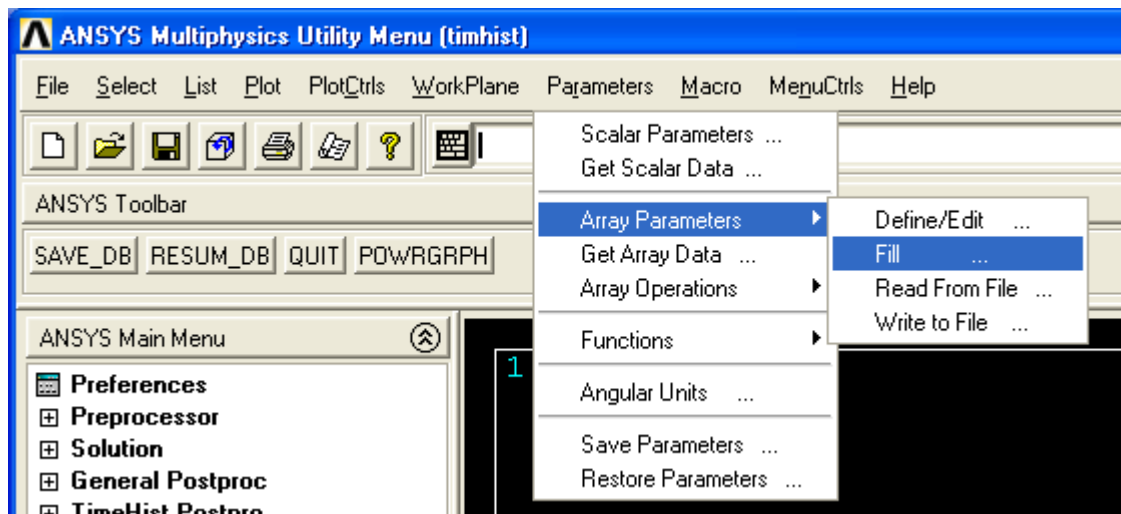 ANSYS Multiphysics Utility Menu (timhist)
File Select List Plot PlotCtrls WorkPlane Parameters Macro MenuCtrls Help
Scalar Parameters ...
Get Scalar Data ...
ANSYS Toolbar
Array Parameters
Define/Edit ...
SAVE_DB RESUM_DB QUIT POWRGRPH
Get Array Data ...
Fill ...
Array Operations
Read From File ...
Write to File ...
ANSYS Main Menu
Functions
1
Preferences
Angular Units ...
Preprocessor
Solution
Save Parameters ...
General Postproc
Restore Parameters ...
TimeHist Postpro